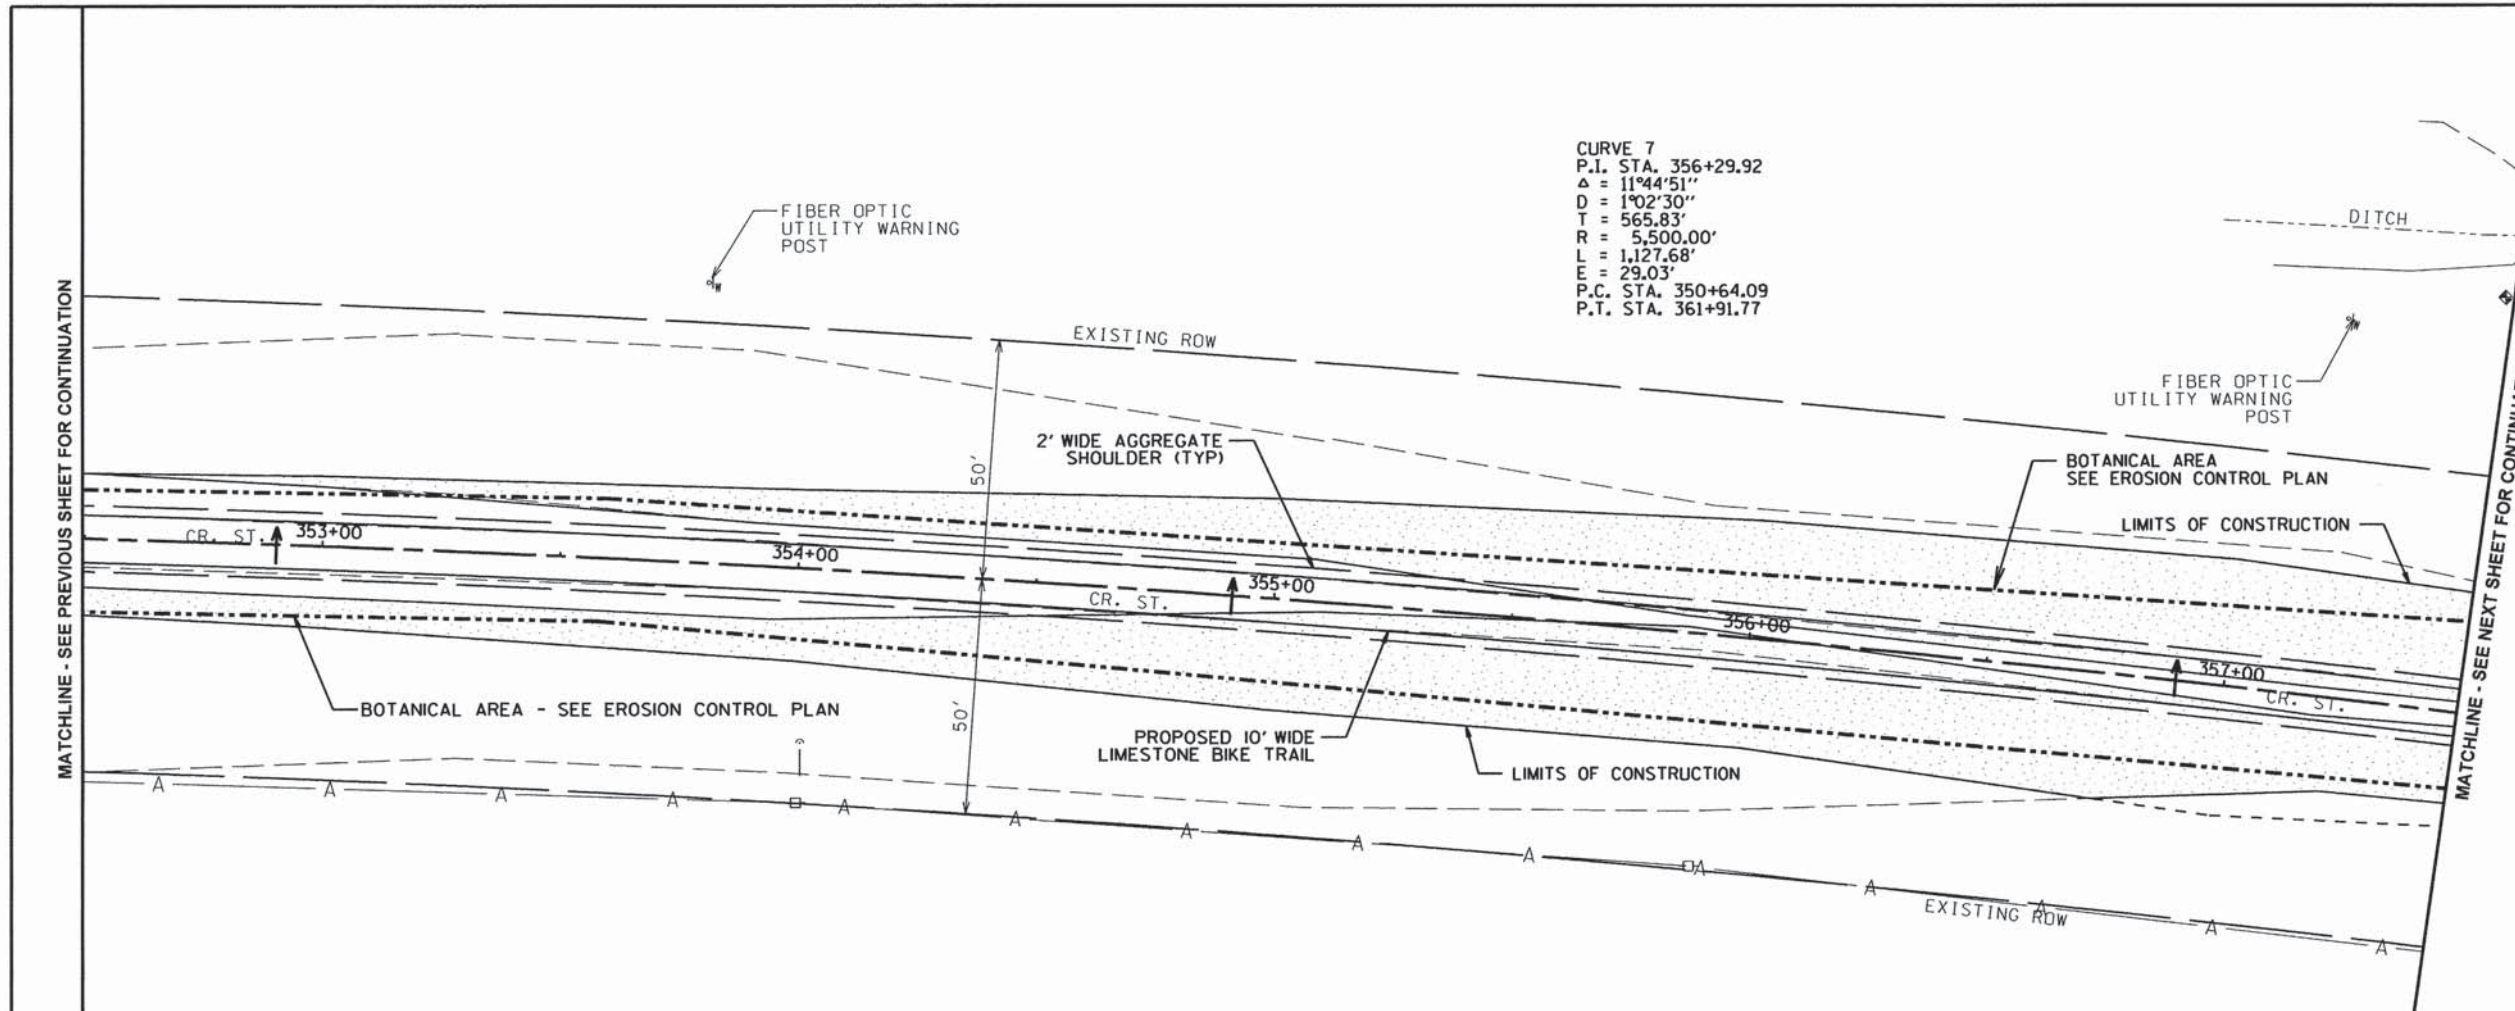 CURVE 7
P.I. STA. 356+29.92
Δ = 11°44'51''
D = 1°02'30''
T = 565.83'
R = 5,500.00'
L = 1,127.68'
E = 29.03'
P.C. STA. 350+64.09
P.T. STA. 361+91.77
FIBER OPTIC
UTILITY WARNING
POST
DITCH
EXISTING ROW
FIBER OPTIC
UTILITY WARNING
POST
MATCHLINE - SEE PREVIOUS SHEET FOR CONTINUATION
2' WIDE AGGREGATE
SHOULDER (TYP)
50'
BOTANICAL AREA
SEE EROSION CONTROL PLAN
LIMITS OF CONSTRUCTION
CR. ST.
353+00
354+00
355+00
CR. ST.
356+00
357+00
CR. ST.
BOTANICAL AREA - SEE EROSION CONTROL PLAN
50'
PROPOSED 10' WIDE
LIMESTONE BIKE TRAIL
LIMITS OF CONSTRUCTION
MATCHLINE - SEE NEXT SHEET FOR
A A A A A A A A A A A A A A
EXISTING ROW